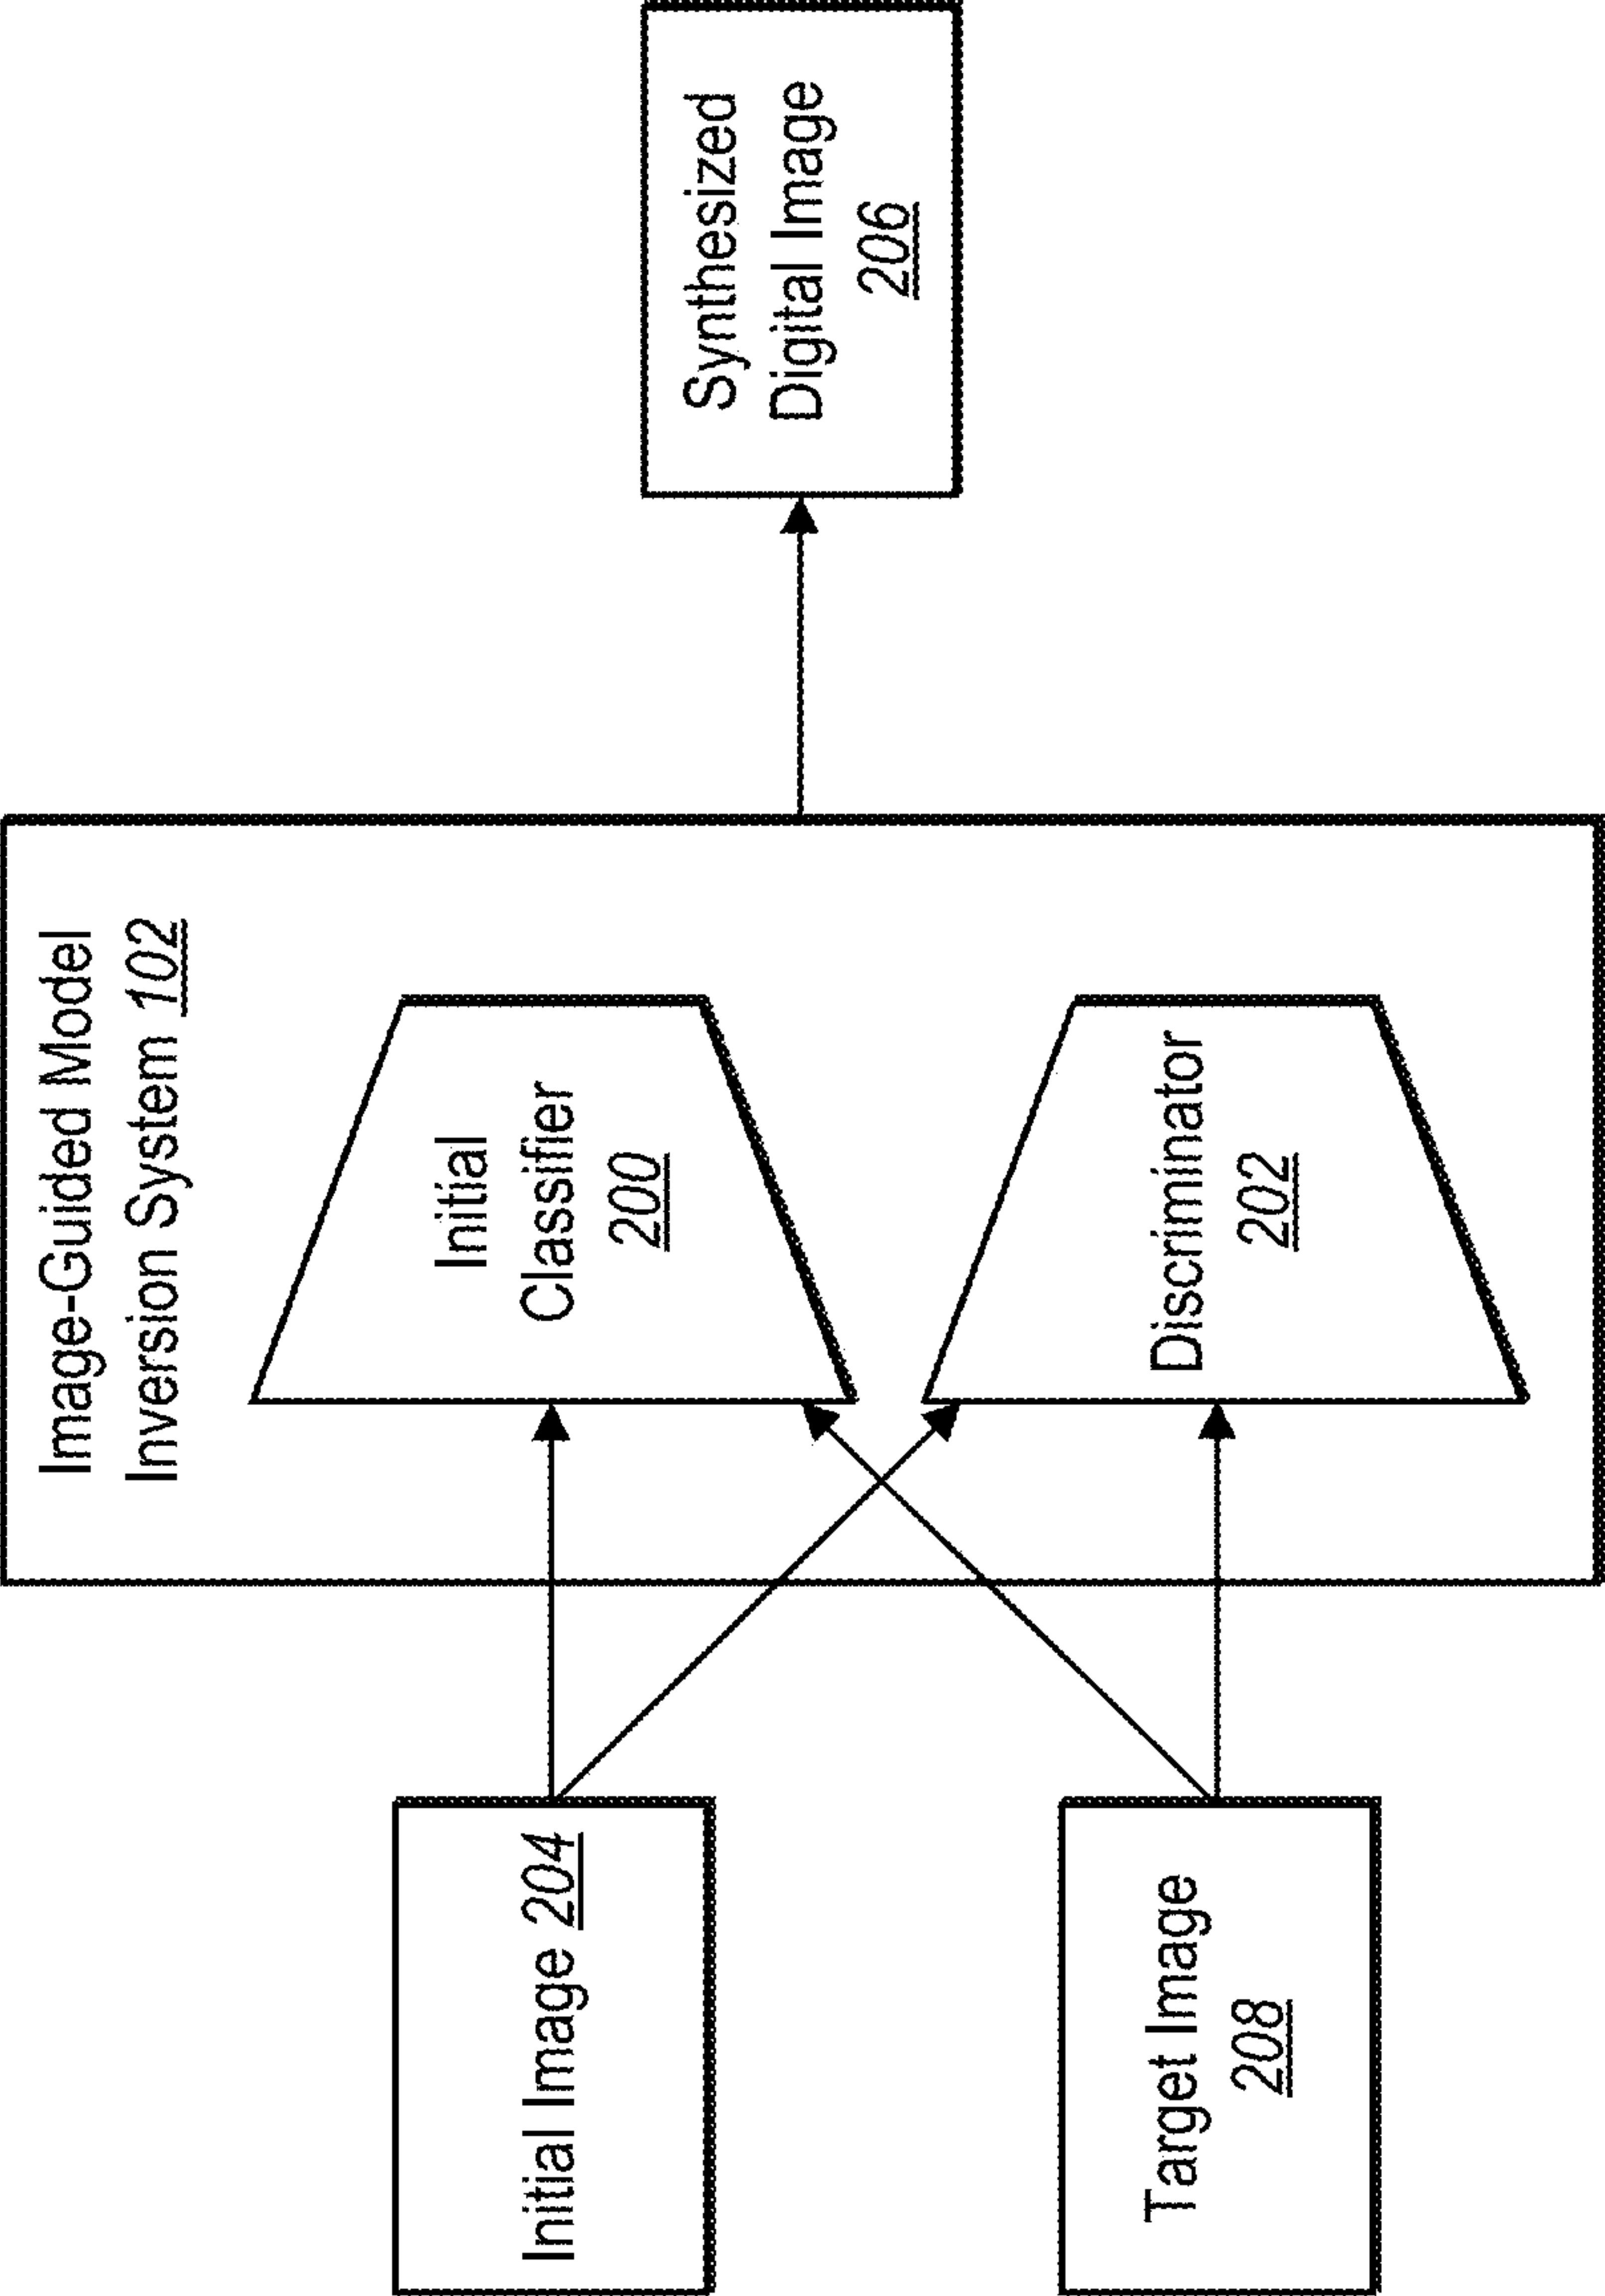 Image-Guided Model
Inversion System 102
Initial Image 204
Initial
Classifier
200
Target Image
208
Discriminator
202
Synthesized
Digital Image
206